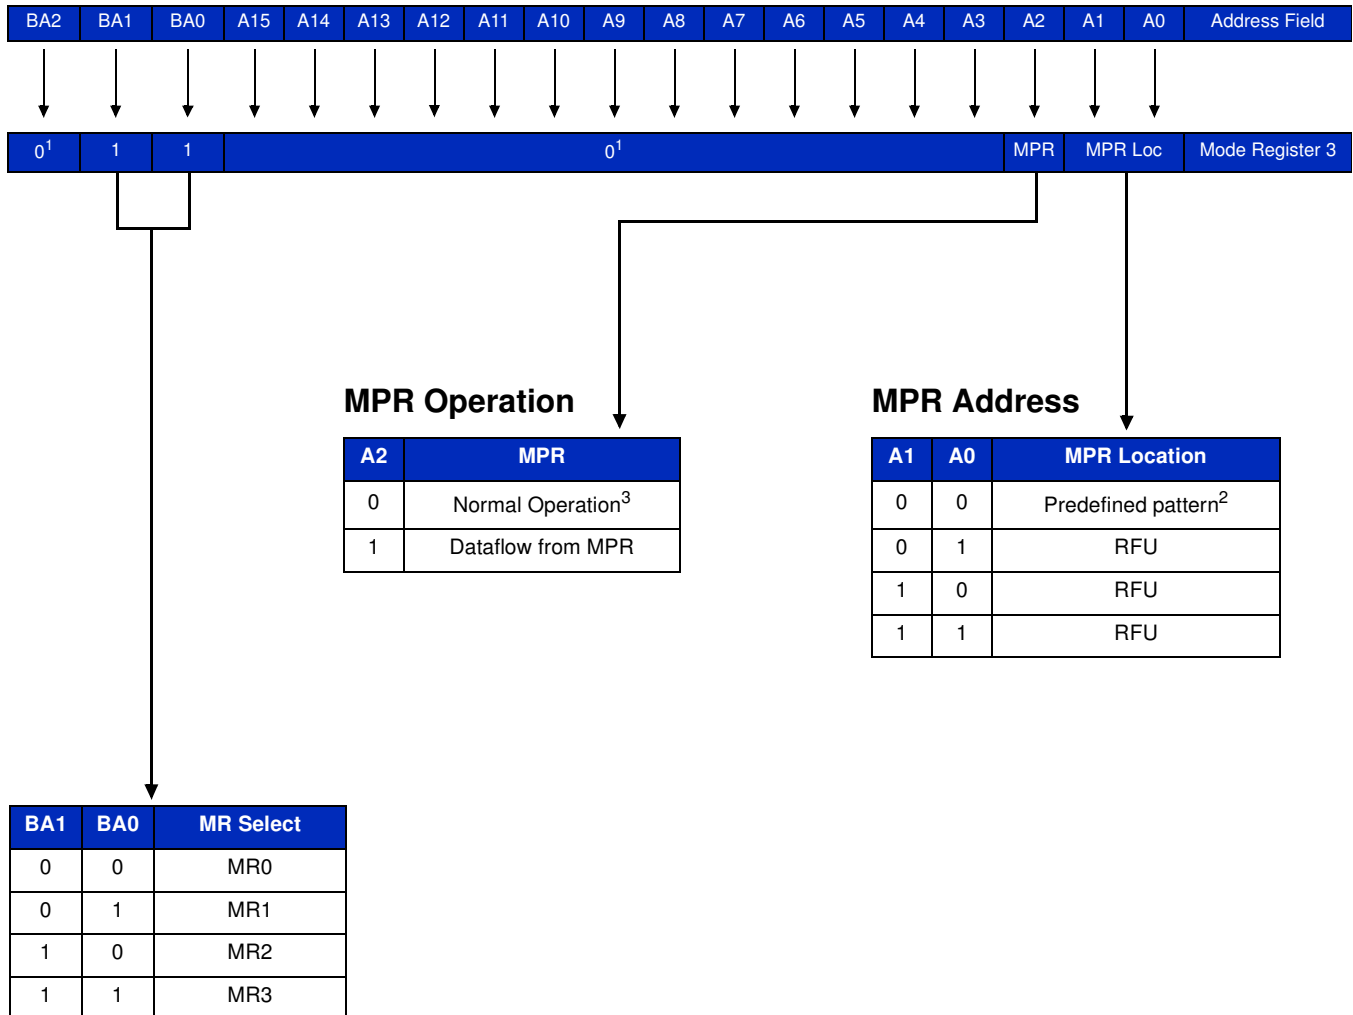 BA2 BA1 BA0 A15 A14 A13 A12 A11 A10 A9 A8 A7 A6 A5 A4 A3 A2 A1 A0 Address Field
0¹ 1 1 0¹ MPR MPR Loc Mode Register 3
MPR Operation
A2 MPR
0 Normal Operation³
1 Dataflow from MPR
MPR Address
A1 A0 MPR Location
0 0 Predefined pattern²
0 1 RFU
1 0 RFU
1 1 RFU
BA1 BA0 MR Select
0 0 MR0
0 1 MR1
1 0 MR2
1 1 MR3